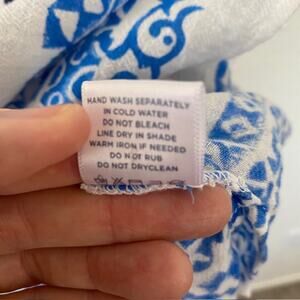 HAND WASH SEPARATELY
IN COLD WATER
DO NOT BLEACH
LINE DRY IN SHADE
WARM IRON IF NEEDED
DO NOT RUB
DO NOT DRYCLEAN